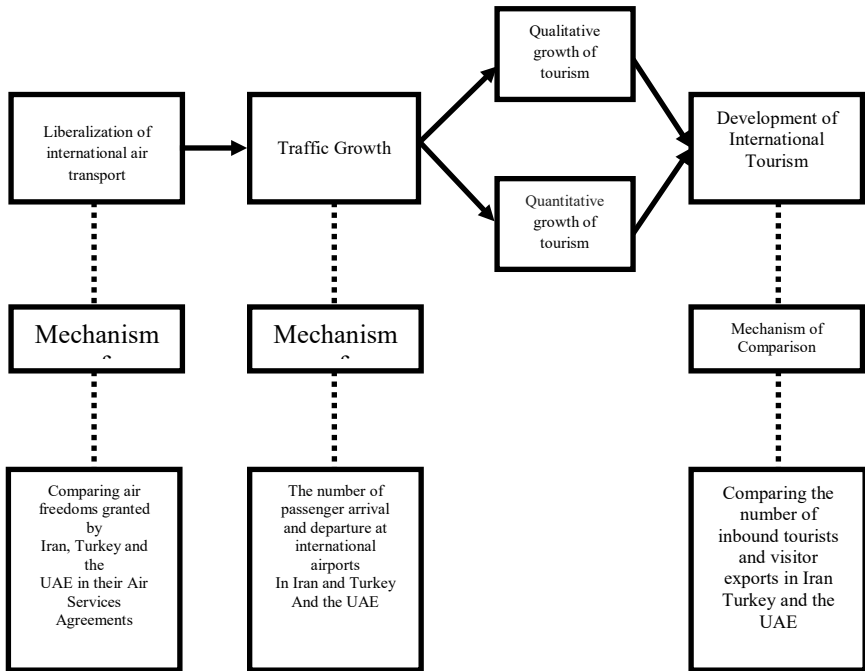 Qualitative
growth of
tourism
Liberalization of
international air
transport
Traffic Growth
Development of
International
Tourism
Quantitative
growth of
tourism
Mechanism
Mechanism
Mechanism of
Comparison
Comparing air
freedoms granted
by
Iran, Turkey and
the
UAE in their Air
Services
Agreements
The number of
passenger arrival
and departure at
international
airports
In Iran and Turkey
And the UAE
Comparing the
number of
inbound tourists
and visitor
exports in Iran
Turkey and the
UAE